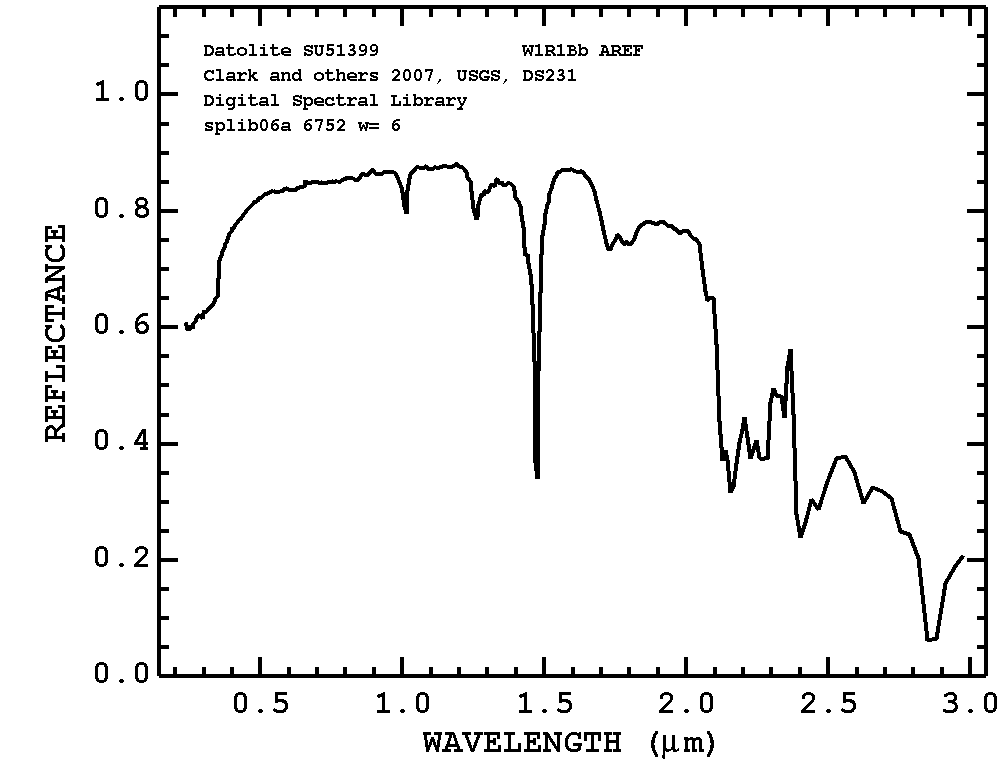 Datolite SU51399 W1R1Bb AREF
Clark and others 2007, USGS, DS231
Digital Spectral Library
splib06a 6752 w= 6
REFLECTANCE
1.0
0.8
0.6
0.4
0.2
0.0
0.5 1.0 1.5 2.0 2.5 3.0
WAVELENGTH (μm)